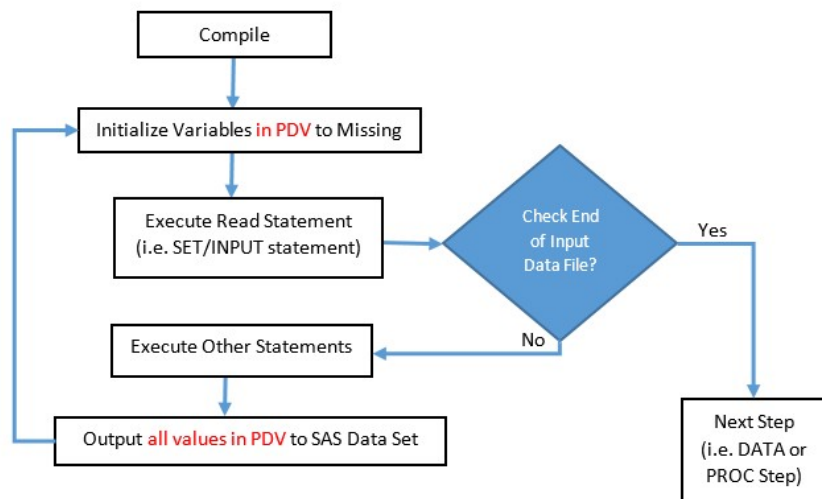 Compile
Initialize Variables in PDV to Missing
Execute Read Statement
(i.e. SET/INPUT statement)
Check End
of Input
Data File?
Yes
No
Execute Other Statements
Output all values in PDV to SAS Data Set
Next Step
(i.e. DATA or
PROC Step)